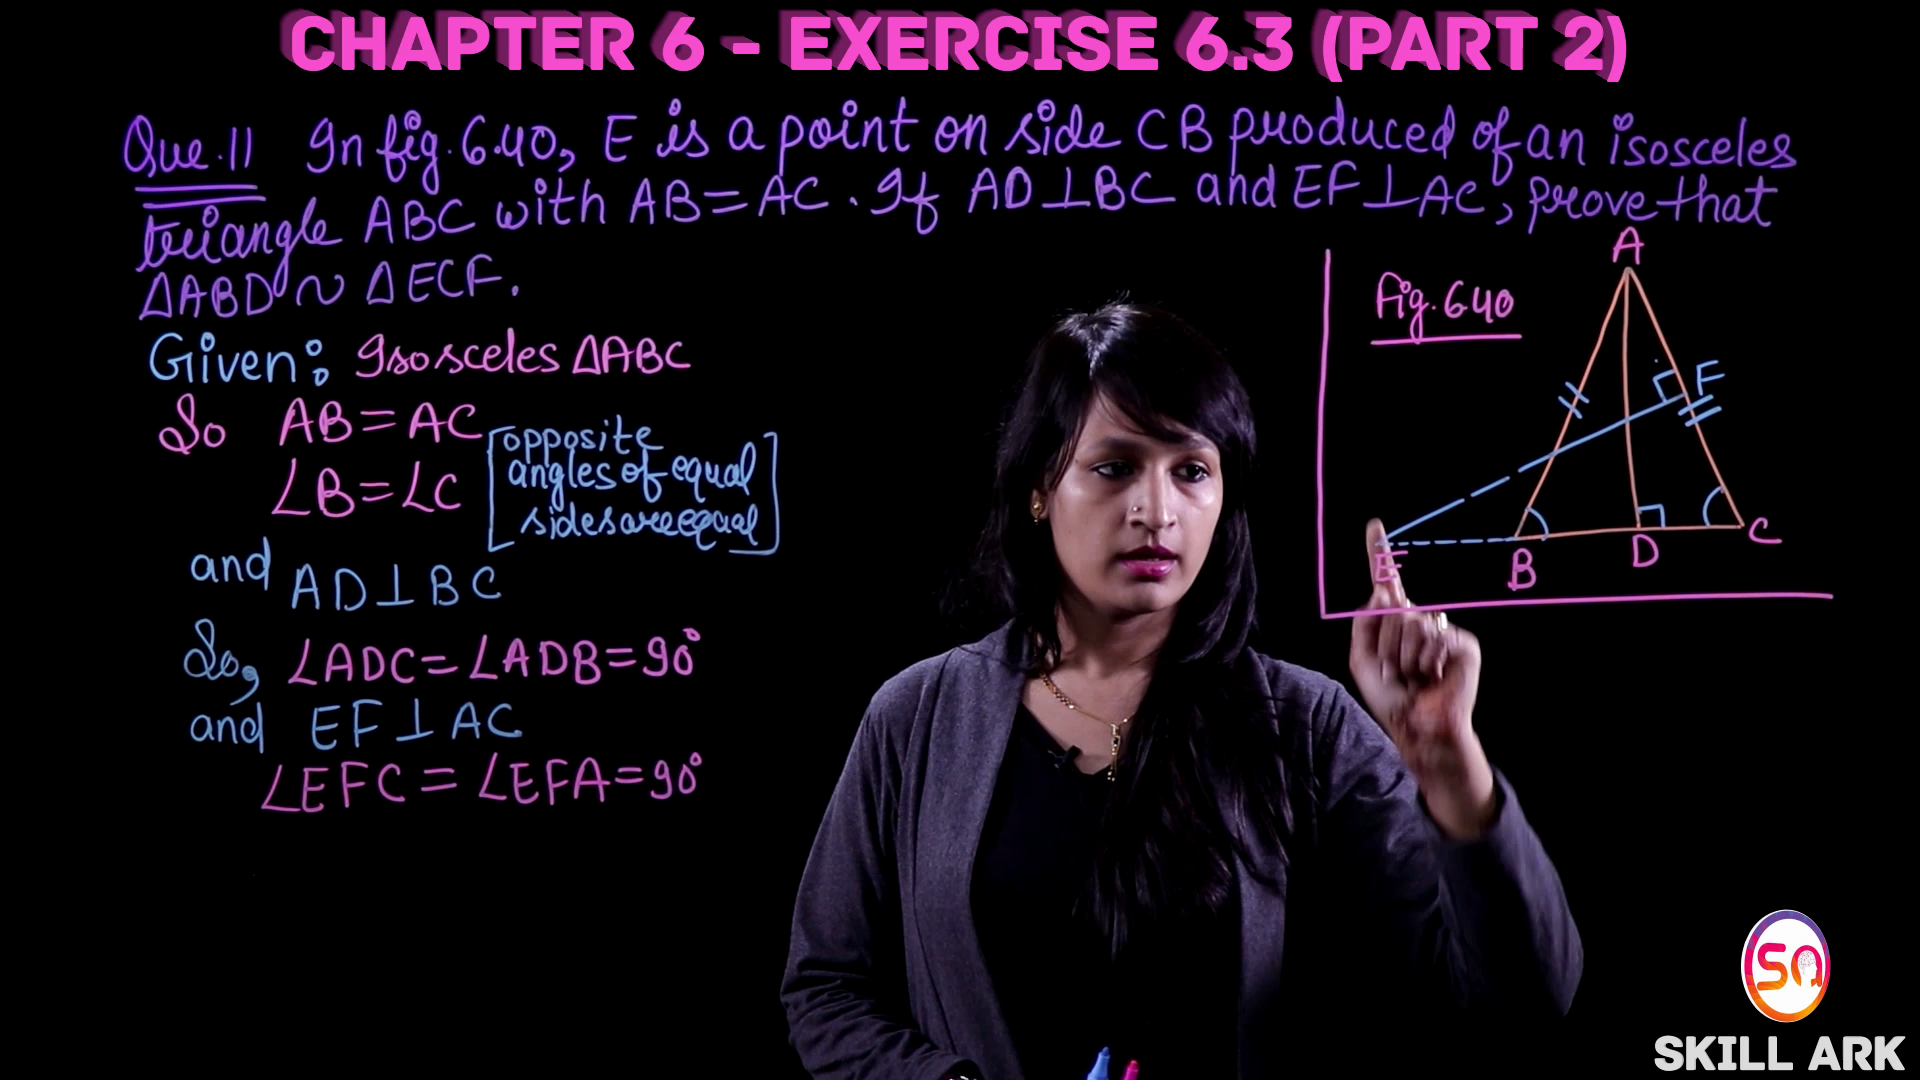 CHAPTER 6 - EXERCISE 6.3 (PART 2)
Que.11 In fig.6.40, E is a point on side CB produced of an isosceles
triangle ABC with AB=AC. If AD⊥BC and EF⊥AC, prove that
ΔABD ~ ΔECF.
Given: Isosceles ΔABC
So AB=AC
∠B=∠C [opposite angles of equal sides are equal]
and AD⊥BC
So, ∠ADC=∠ADB=90°
and EF⊥AC
∠EFC=∠EFA=90°
Fig.6.40
A
F
E
B
D
C
SA
SKILL ARK